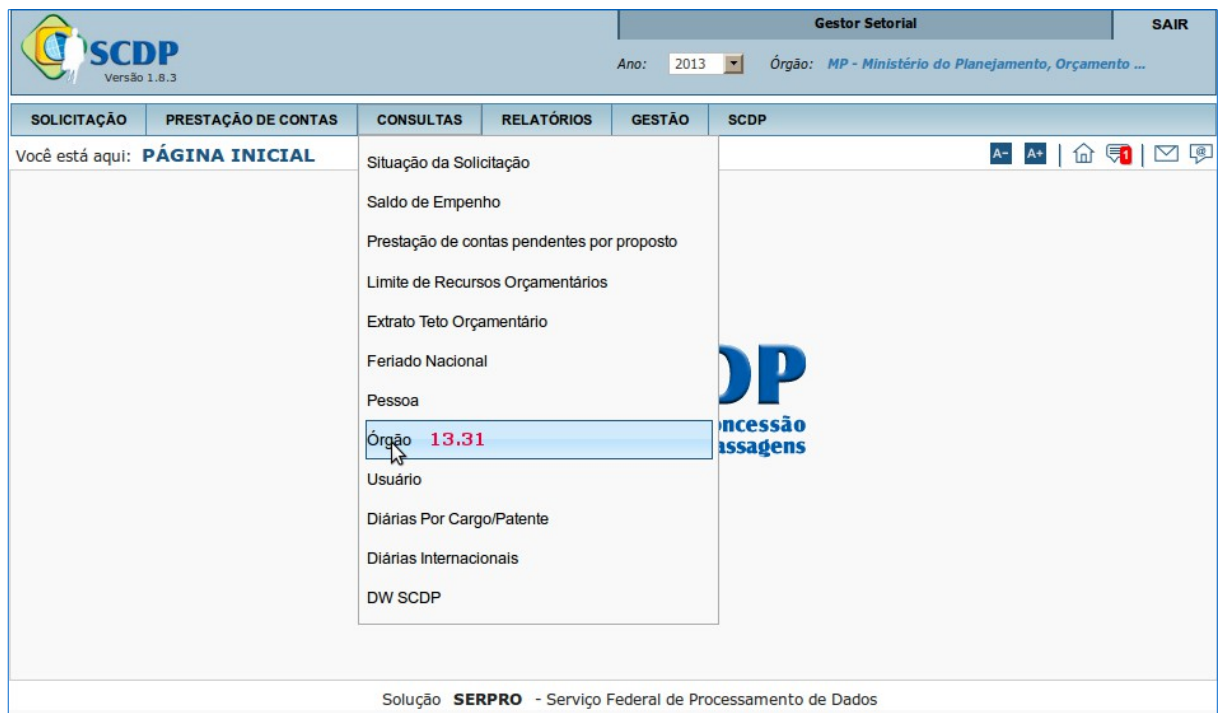 Gestor Setorial
SAIR
SCDP
Versão 1.8.3
Ano: 2013 Órgão: MP - Ministério do Planejamento, Orçamento ...
SOLICITAÇÃO PRESTAÇÃO DE CONTAS CONSULTAS RELATÓRIOS GESTÃO SCDP
Você está aqui: PÁGINA INICIAL
A- A+ 1 @
Situação da Solicitação
Saldo de Empenho
Prestação de contas pendentes por proposto
Limite de Recursos Orçamentários
Extrato Teto Orçamentário
Feriado Nacional
Pessoa
Órgão 13.31
Usuário
Diárias Por Cargo/Patente
Diárias Internacionais
DW SCDP
DP
ncessão
assagens
Solução SERPRO - Serviço Federal de Processamento de Dados